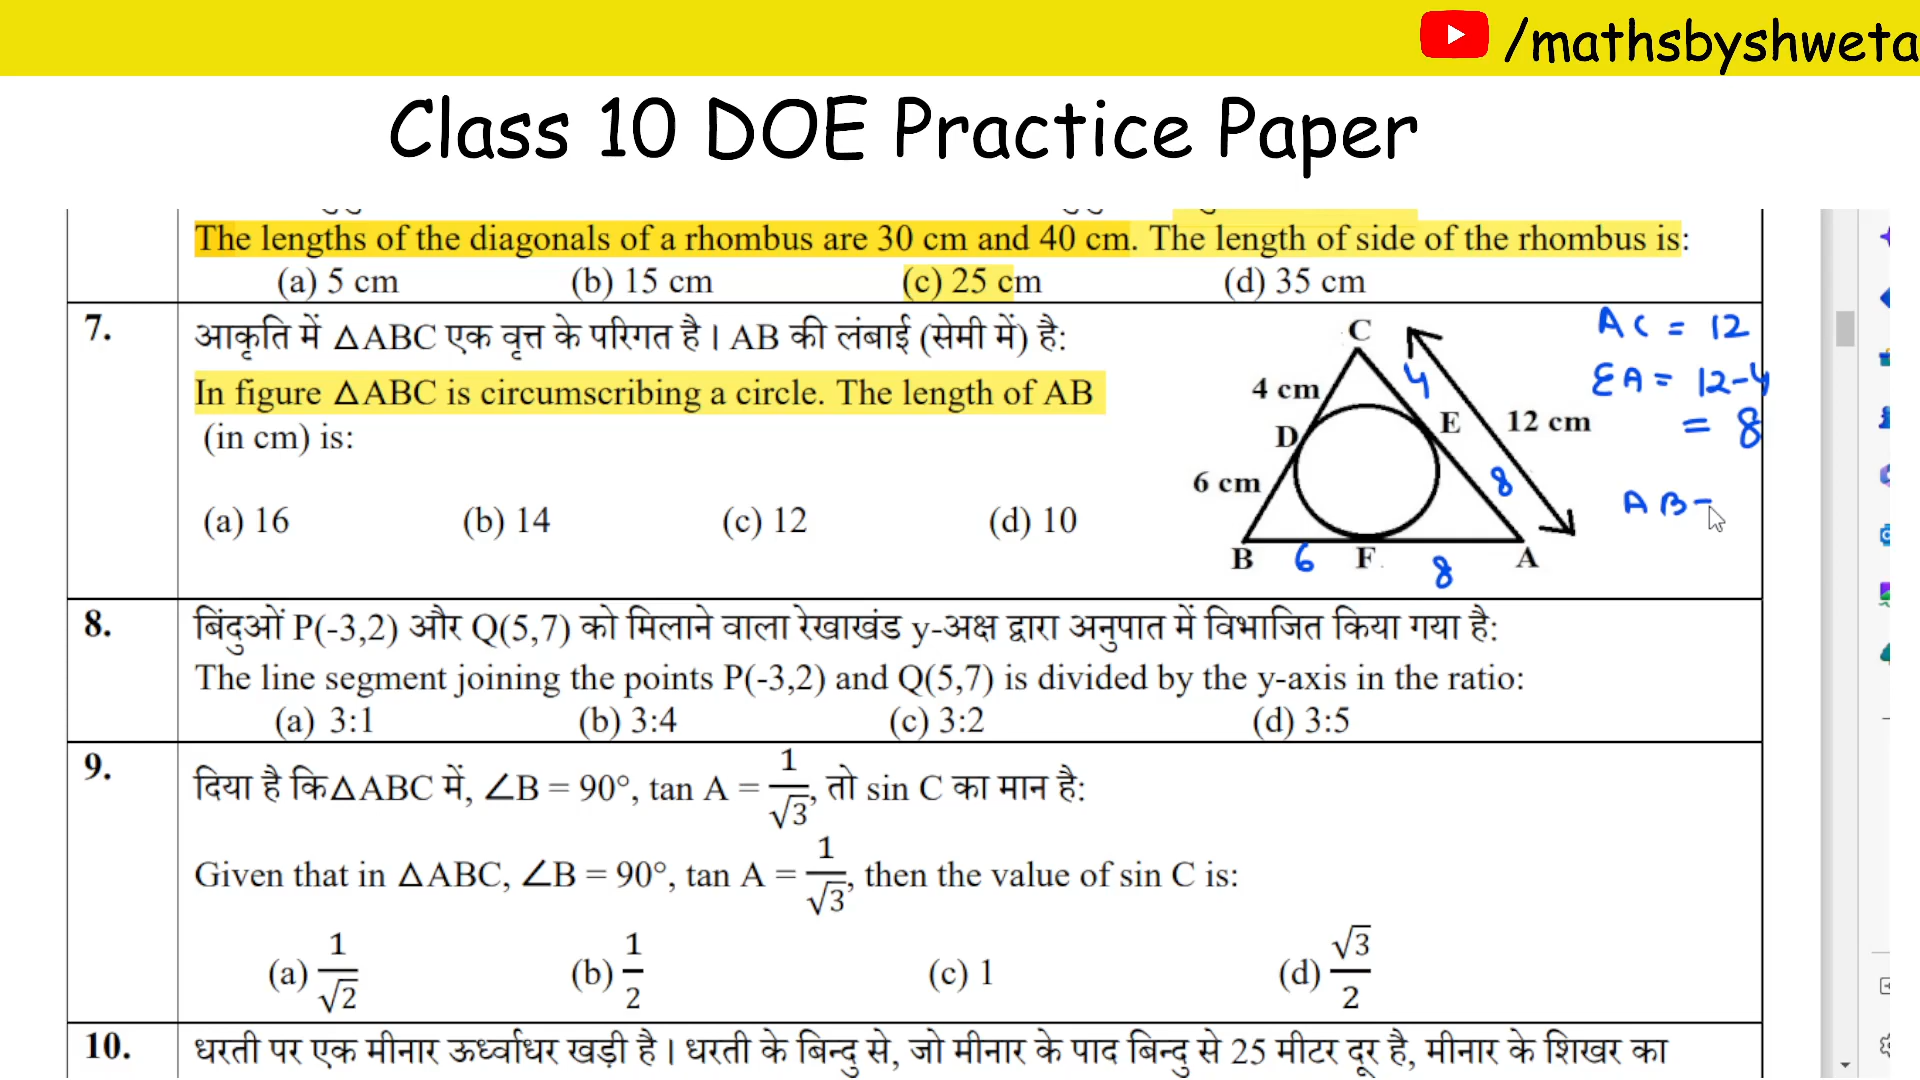 /mathsbyshweta
Class 10 DOE Practice Paper
The lengths of the diagonals of a rhombus are 30 cm and 40 cm. The length of side of the rhombus is:
(a) 5 cm (b) 15 cm (c) 25 cm (d) 35 cm
7. आकृति में △ABC एक वृत्त के परिगत है। AB की लंबाई (सेमी में) है:
In figure △ABC is circumscribing a circle. The length of AB
(in cm) is:
(a) 16 (b) 14 (c) 12 (d) 10
C
4 cm
4
D
E
12 cm
6 cm
8
B 6 F 8 A
AC = 12
EA = 12-4
= 8
AB =
8. बिंदुओं P(-3,2) और Q(5,7) को मिलाने वाला रेखाखंड y-अक्ष द्वारा अनुपात में विभाजित किया गया है:
The line segment joining the points P(-3,2) and Q(5,7) is divided by the y-axis in the ratio:
(a) 3:1 (b) 3:4 (c) 3:2 (d) 3:5
9. दिया है कि△ABC में, ∠B = 90°, tan A = 1/√3, तो sin C का मान है:
Given that in △ABC, ∠B = 90°, tan A = 1/√3, then the value of sin C is:
(a) 1/√2 (b) 1/2 (c) 1 (d) √3/2
10. धरती पर एक मीनार ऊर्ध्वाधर खड़ी है। धरती के बिन्दु से, जो मीनार के पाद बिन्दु से 25 मीटर दूर है, मीनार के शिखर का